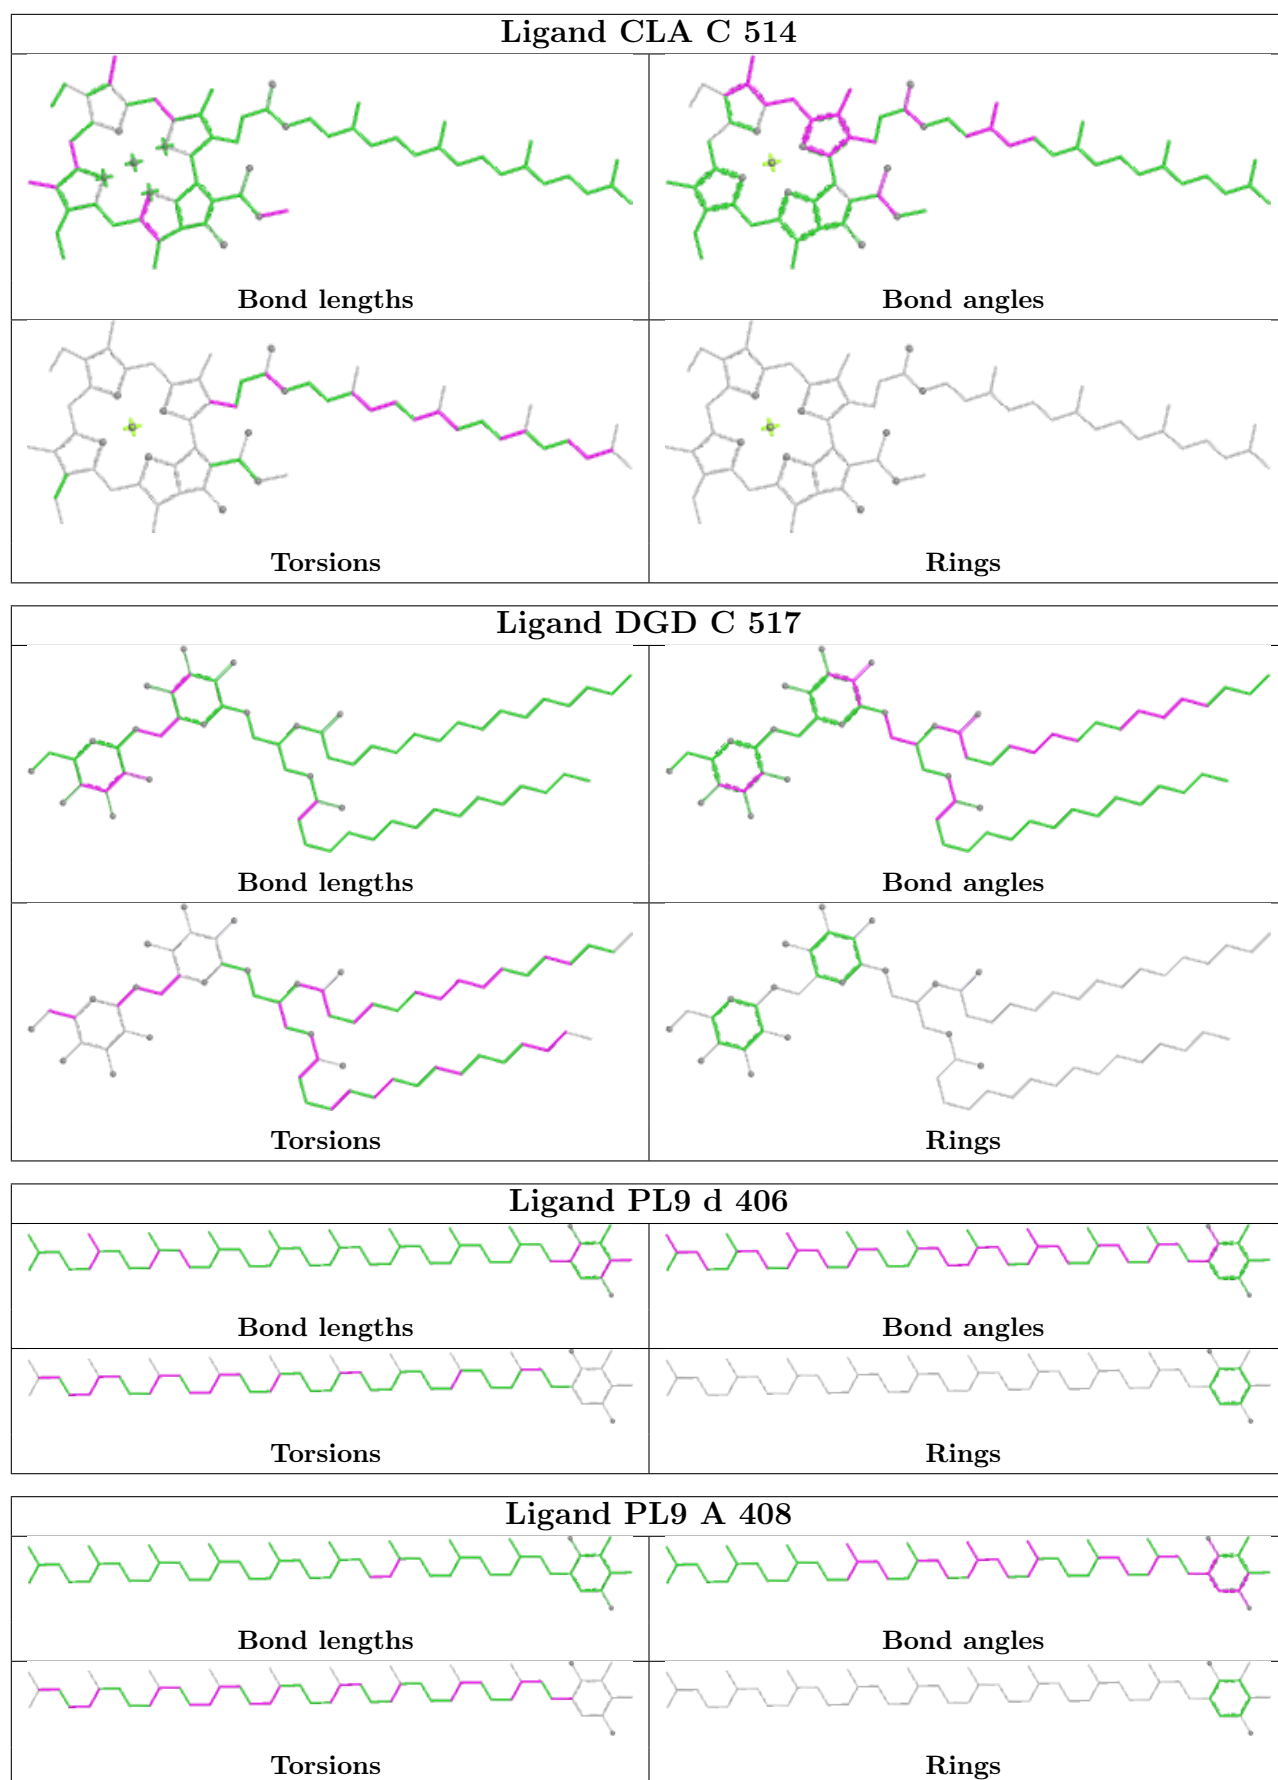 Ligand CLA C 514
Bond lengths
Bond angles
Torsions
Rings
Ligand DGD C 517
Bond lengths
Bond angles
Torsions
Rings
Ligand PL9 d 406
Bond lengths
Bond angles
Torsions
Rings
Ligand PL9 A 408
Bond lengths
Bond angles
Torsions
Rings